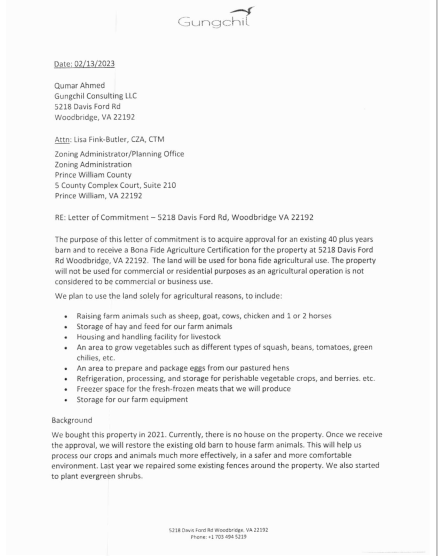 Gungchil
Date: 02/13/2023
Qumar Ahmed
Gungchil Consulting LLC
5218 Davis Ford Rd
Woodbridge, VA 22192
Attn: Lisa Fink-Butler, CZA, CTM
Zoning Administrator/Planning Office
Zoning Administration
Prince William County
5 County Complex Court, Suite 210
Prince William, VA 22192
RE: Letter of Commitment – 5218 Davis Ford Rd, Woodbridge VA 22192
The purpose of this letter of commitment is to acquire approval for an existing 40 plus years
barn and to receive a Bona Fide Agriculture Certification for the property at 5218 Davis Ford
Rd Woodbridge, VA 22192. The land will be used for bona fide agricultural use. The property
will not be used for commercial or residential purposes as an agricultural operation is not
considered to be commercial or business use.
We plan to use the land solely for agricultural reasons, to include:
• Raising farm animals such as sheep, goat, cows, chicken and 1 or 2 horses
• Storage of hay and feed for our farm animals
• Housing and handling facility for livestock
• An area to grow vegetables such as different types of squash, beans, tomatoes, green
chilies, etc.
• An area to prepare and package eggs from our pastured hens
• Refrigeration, processing, and storage for perishable vegetable crops, and berries. etc.
• Freezer space for the fresh-frozen meats that we will produce
• Storage for our farm equipment
Background
We bought this property in 2021. Currently, there is no house on the property. Once we receive
the approval, we will restore the existing old barn to house farm animals. This will help us
process our crops and animals much more effectively, in a safer and more comfortable
environment. Last year we repaired some existing fences around the property. We also started
to plant evergreen shrubs.
5218 Davis Ford Rd Woodbridge, VA 22192
Phone: +1 703 494 5219